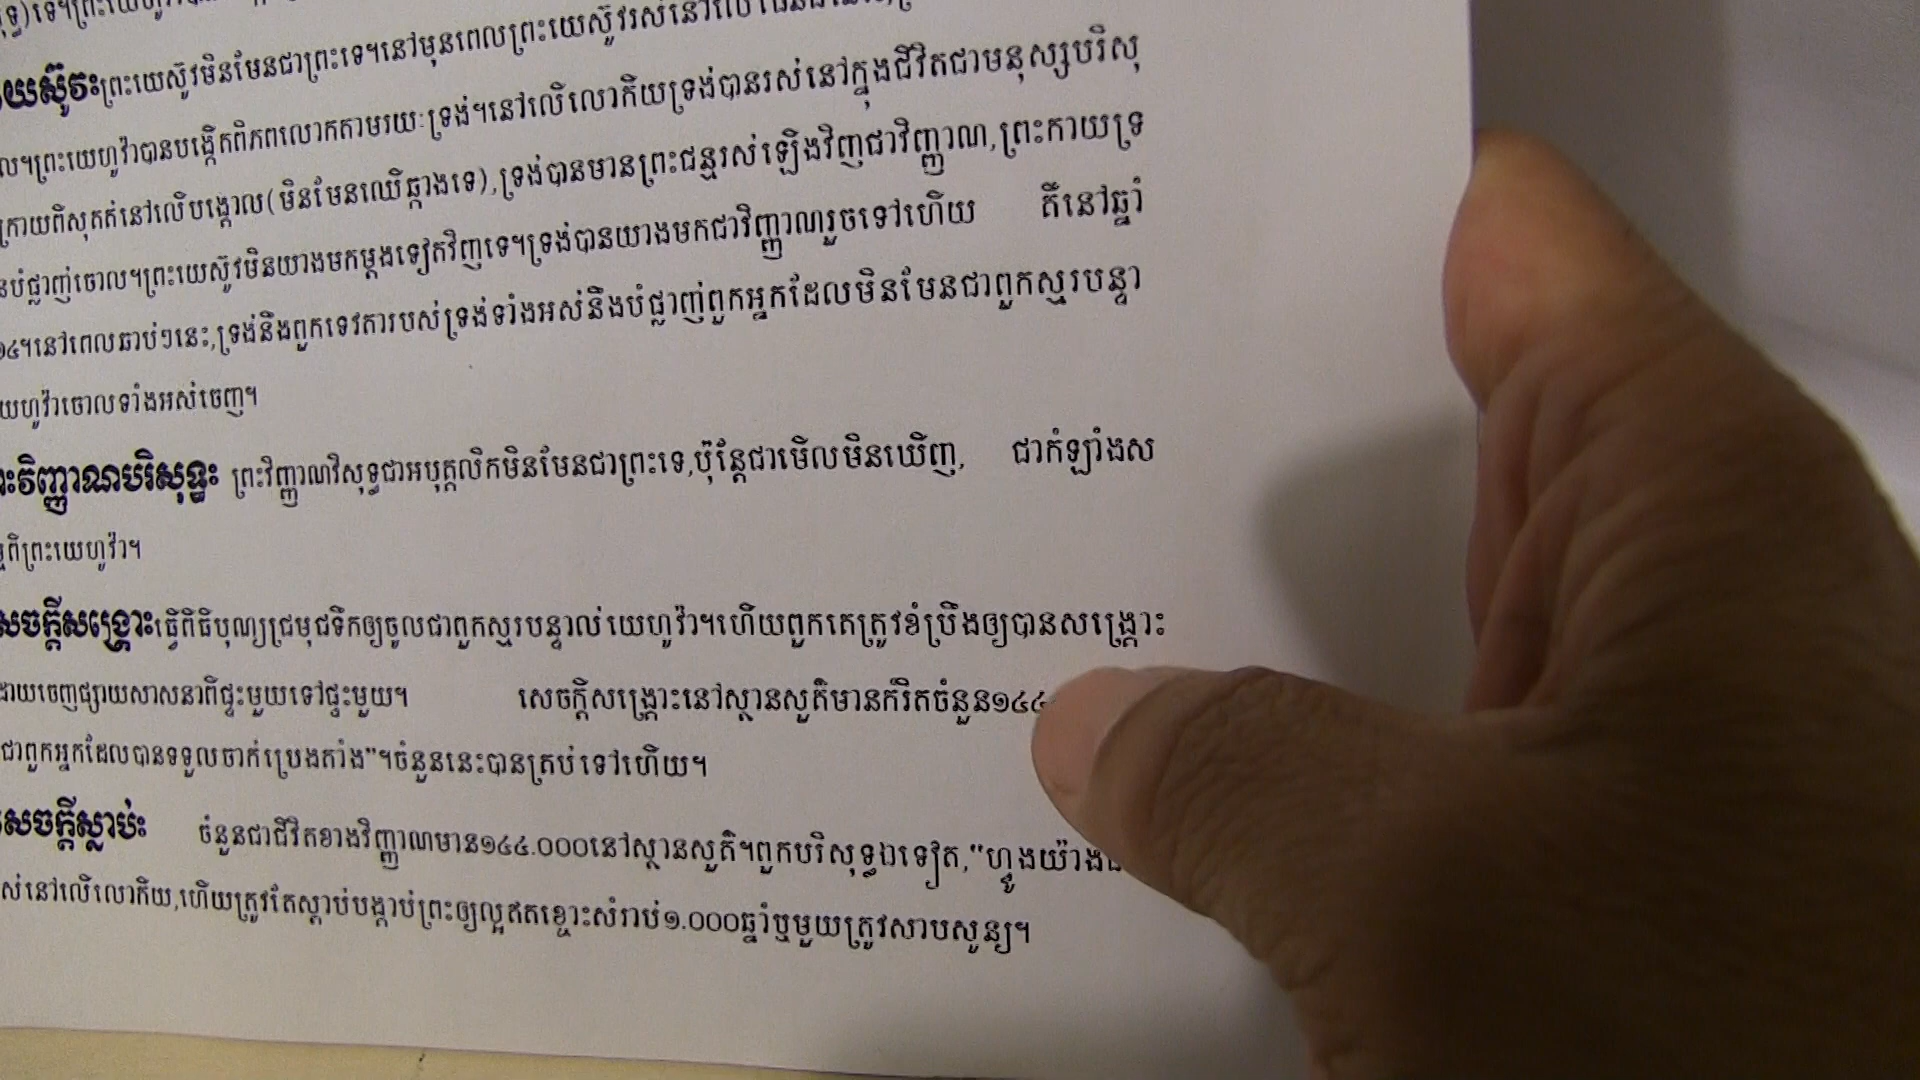 ព្រះយេស៊ូវមិនមែនជាព្រះទេ។នៅមុនពេលព្រះយេស៊ូវរស់នៅលើ
ល។ព្រះយេហូវ៉ាបានបង្កើតពិភពលោកតាមរយៈទ្រង់។នៅលើលោកីយទ្រង់បានរស់នៅក្នុងជីវិតជាមនុស្សបរិសុ
ក្រោយពីសុគត់នៅលើបង្គោល(មិនមែនឈើឆ្កាងទេ),ទ្រង់បានមានព្រះជន្មរស់ឡើងវិញជាវិញ្ញាណ,ព្រះកាយទ្រ
នបំផ្លាញ់ចោល។ព្រះយេស៊ូវមិនយាងមកម្ដងទៀតវិញទេ។ទ្រង់បានយាងមកជាវិញ្ញាណរួចទៅហើយ គឺនៅឆ្នាំ
១៤។នៅពេលឆាប់ៗនេះ,ទ្រង់នឹងពួកទេវតារបស់ទ្រង់ទាំងអស់នឹងបំផ្លាញ់ពួកអ្នកដែលមិនមែនជាពួកស្មរបន្ទា
យេហូវ៉ាចោលទាំងអស់ចេញ។
ះវិញ្ញាណបរិសុទ្ធះ ព្រះវិញ្ញាណវិសុទ្ធជាអបុគ្គលិកមិនមែនជាព្រះទេ,ប៉ុន្តែជាមើលមិនឃើញ, ជាកំឡាំងស
ពីព្រះយេហូវ៉ា។
សេចក្ដីសង្គ្រោះធ្វើពិធីបុណ្យជ្រមុជទឹកឲ្យចូលជាពួកស្មរបន្ទាល់យេហូវ៉ា។ហើយពួកគេត្រូវខំប្រឹងឲ្យបានសង្គ្រោះ
ដោយចេញផ្សាយសាសនាពីផ្ទះមួយទៅផ្ទះមួយ។ សេចក្ដីសង្គ្រោះនៅស្ថានសួគ៌មានកំរិតចំនួន១៤៤
ជាពួកអ្នកដែលបានទទួលចាក់ប្រេងតាំង"។ចំនួននេះបានគ្រប់ទៅហើយ។
សេចក្ដីស្លាប់ះ ចំនួនជាជីវិតខាងវិញ្ញាណមាន១៤៤.០០០នៅស្ថានសួគ៌។ពួកបរិសុទ្ធឯទៀត,"ហ្វូងយ៉ាង
ស់នៅលើលោកីយ,ហើយត្រូវតែស្ដាប់បង្គាប់ព្រះឲ្យល្អឥតខ្ចោះសំរាប់១.០០០ឆ្នាំឬមួយត្រូវសាបសូន្យ។